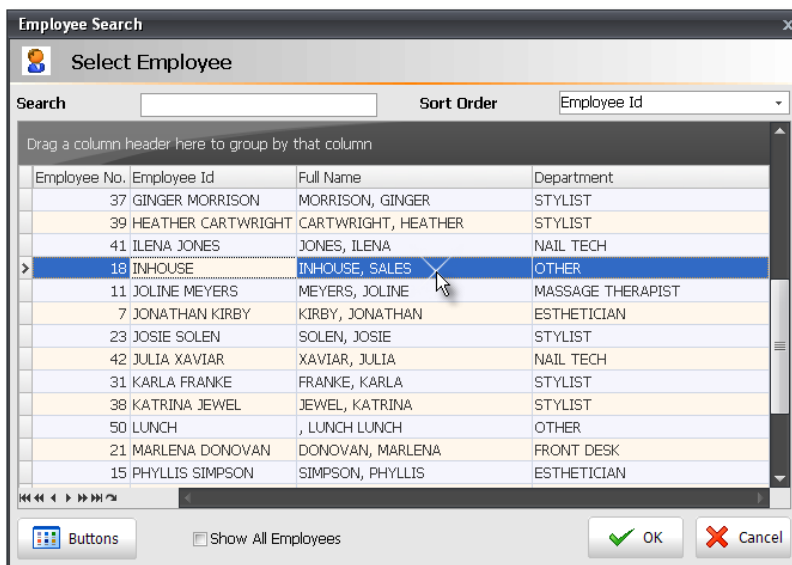 Employee Search
Select Employee
Search Sort Order Employee Id
Drag a column header here to group by that column
Employee No. Employee Id Full Name Department
37 GINGER MORRISON MORRISON, GINGER STYLIST
39 HEATHER CARTWRIGHT CARTWRIGHT, HEATHER STYLIST
41 ILENA JONES JONES, ILENA NAIL TECH
18 INHOUSE INHOUSE, SALES OTHER
11 JOLINE MEYERS MEYERS, JOLINE MASSAGE THERAPIST
7 JONATHAN KIRBY KIRBY, JONATHAN ESTHETICIAN
23 JOSIE SOLEN SOLEN, JOSIE STYLIST
42 JULIA XAVIAR XAVIAR, JULIA NAIL TECH
31 KARLA FRANKE FRANKE, KARLA STYLIST
38 KATRINA JEWEL JEWEL, KATRINA STYLIST
50 LUNCH , LUNCH LUNCH OTHER
21 MARLENA DONOVAN DONOVAN, MARLENA FRONT DESK
15 PHYLLIS SIMPSON SIMPSON, PHYLLIS ESTHETICIAN
Buttons Show All Employees OK Cancel